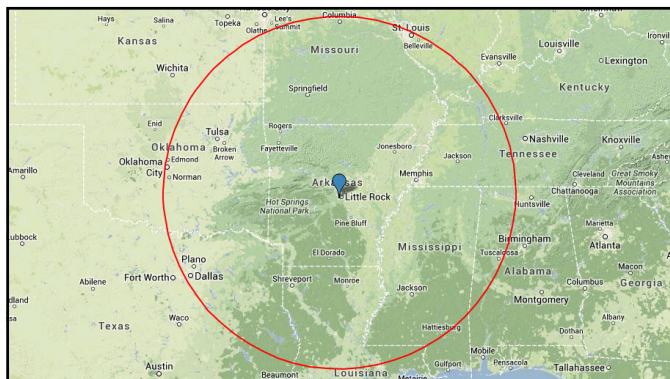 Hays
Salina
Topeka
Lee's
Summit
Olathe
Columbia
St. Louis
Belleville
Kansas
Missouri
Evansville
Louisville
Lexington
Wichita
Springfield
Kentucky
Enid
Tulsa
Rogers
Clarksville
Oklahoma
Broken
Arrow
Fayetteville
Jonesboro
Nashville
Knoxville
Tennessee
Oklahoma
City
Edmond
Norman
Jackson
Memphis
Cleveland
Great Smoky
Mountains
Association
Chattanooga
Amarillo
Little Rock
Hot Springs
National Park
Pine Bluff
Huntsville
Marietta
Atlanta
Mississippi
Birmingham
Tuscaloosa
Alabama
El Dorado
Plano
Dallas
Fort Worth
Abilene
Shreveport
Monroe
Jackson
Columbus
Macon
Georgia
Montgomery
Albany
Texas
Waco
Hattiesburg
Dothan
Austin
Beaumont
Louisiana
Gulfport
Mobile
Pensacola
Tallahassee